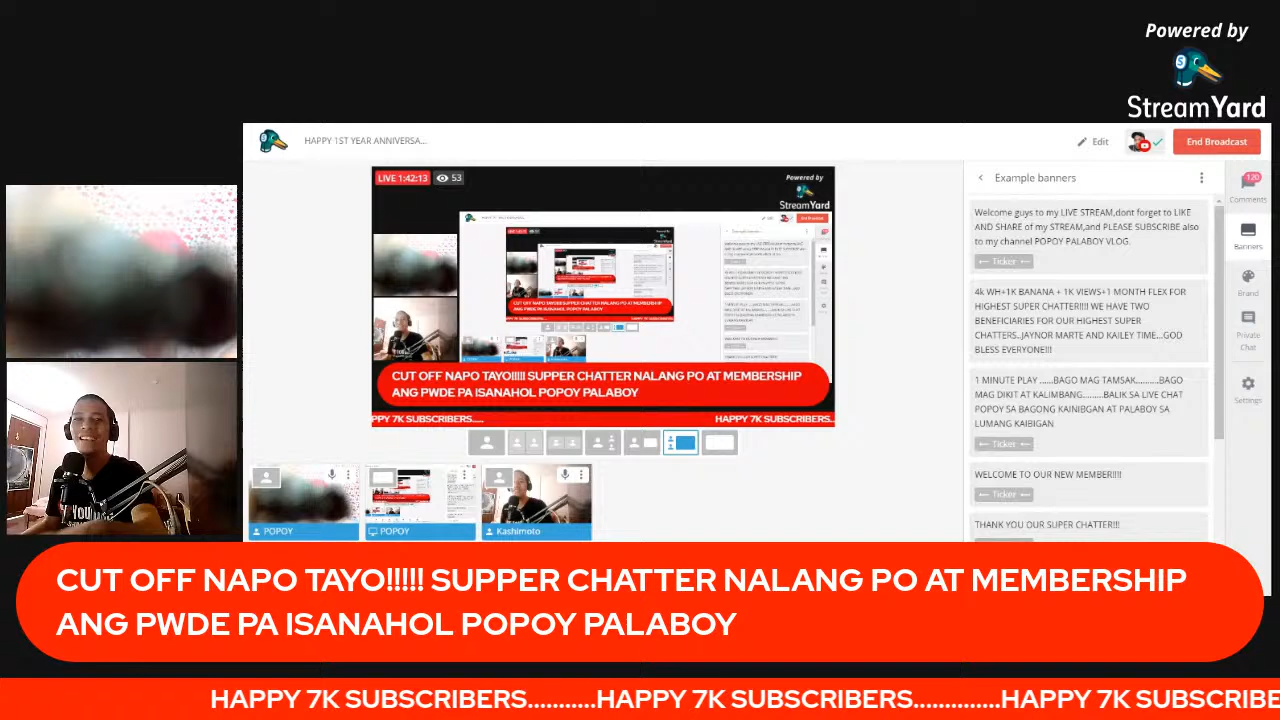 Powered by
StreamYard
HAPPY 1ST YEAR ANNIVERSA...
Edit
End Broadcast
LIVE 1:42:13
53
Powered by
StreamYard
CUT OFF NAPO TAYO!!!!! SUPPER CHATTER NALANG PO AT MEMBERSHIP
ANG PWDE PA ISANAHOL POPOY PALABOY
PPY 7K SUBSCRIBERS.....
HAPPY 7K SUBSCRIBERS...
POPOY
POPOY
Kashimoto
Example banners
Welcome guys to my LIVE STREAM,dont forget to LIKE
AND SHARE of my STREAM,and PLEASE SUBSCRIBE also
to my channel POPOY PALABOY VLOG.
Ticker
4K WH+1K BANANA + 1K VIEWS+1 MONTH FLEX FOR
HIGHEST SUPER CHATTER!!!!! WE HAVE TWO
BENEFICIARIES FOR OUR HIGHEST SUPER
CHATTERS..JAYNOR MARTE AND KAILEY TIME...GOD
BLESS EVERYONE!!!!
1 MINUTE PLAY ......BAGO MAG TAMSAK..........BAGO
MAG DIKIT AT KALIMBANG.........BALIK SA LIVE CHAT
POPOY SA BAGONG KAINIBGAN AT PALABOY SA
LUMANG KAIBIGAN
Ticker
WELCOME TO OUR NEW MEMBER!!!!
Ticker
THANK YOU OUR SUPER CHATTER!!!
120
Comments
Banners
Brand
Private
Chat
Settings
CUT OFF NAPO TAYO!!!!! SUPPER CHATTER NALANG PO AT MEMBERSHIP
ANG PWDE PA ISANAHOL POPOY PALABOY
HAPPY 7K SUBSCRIBERS...........HAPPY 7K SUBSCRIBERS..............HAPPY 7K SUBSCRIBE